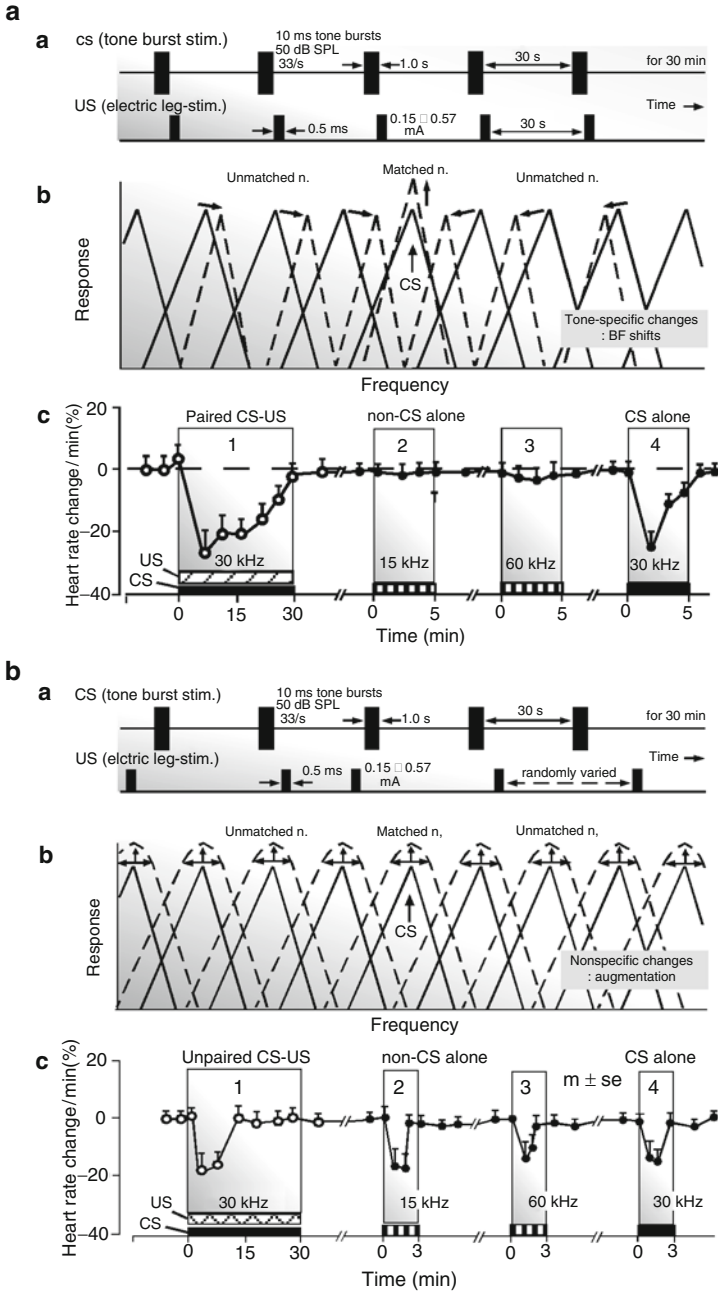 a
a
cs (tone burst stim.)
10 ms tone bursts
50 dB SPL
33/s
1.0 s
30 s
for 30 min
US (electric leg-stim.)
0.5 ms
0.15 □ 0.57
mA
30 s
Time
b
Unmatched n.
Matched n.
Unmatched n.
Response
CS
Tone-specific changes
: BF shifts
Frequency
c
Heart rate change/min(%)
20
0
−20
−40
Paired CS-US
non-CS alone
CS alone
1
2
3
4
30 kHz
15 kHz
60 kHz
30 kHz
US
CS
0
15
30
0
5
0
5
0
5
Time (min)
b
a
CS (tone burst stim.)
10 ms tone bursts
50 dB SPL
33/s
1.0 s
30 s
for 30 min
US (elctric leg-stim.)
0.5 ms
0.15 □ 0.57
mA
randomly varied
Time
b
Unmatched n.
Matched n,
Unmatched n,
Response
CS
Nonspecific changes
: augmentation
Frequency
c
Heart rate change/min(%)
20
0
−20
−40
Unpaired CS-US
non-CS alone
CS alone
1
2
3
m ± se
4
30 kHz
15 kHz
60 kHz
30 kHz
US
CS
0
15
30
0
3
0
3
0
3
Time (min)